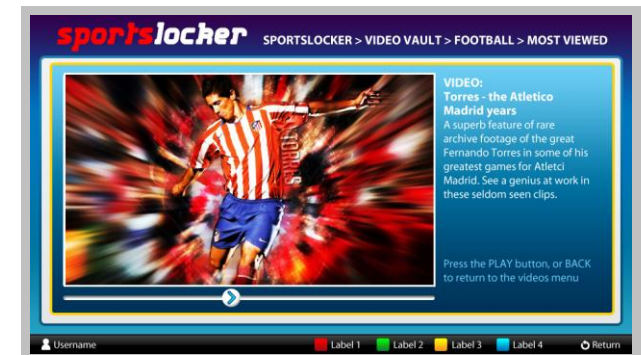 sportslocker
SPORTSLOCKER > VIDEO VAULT > FOOTBALL > MOST VIEWED
TORRES
VIDEO:
Torres - the Atletico
Madrid years
A superb feature of rare
archive footage of the great
Fernando Torres in some of his
greatest games for Atletci
Madrid. See a genius at work in
these seldom seen clips.
Press the PLAY button, or BACK
to return to the videos menu
Username
Label 1
Label 2
Label 3
Label 4
Return